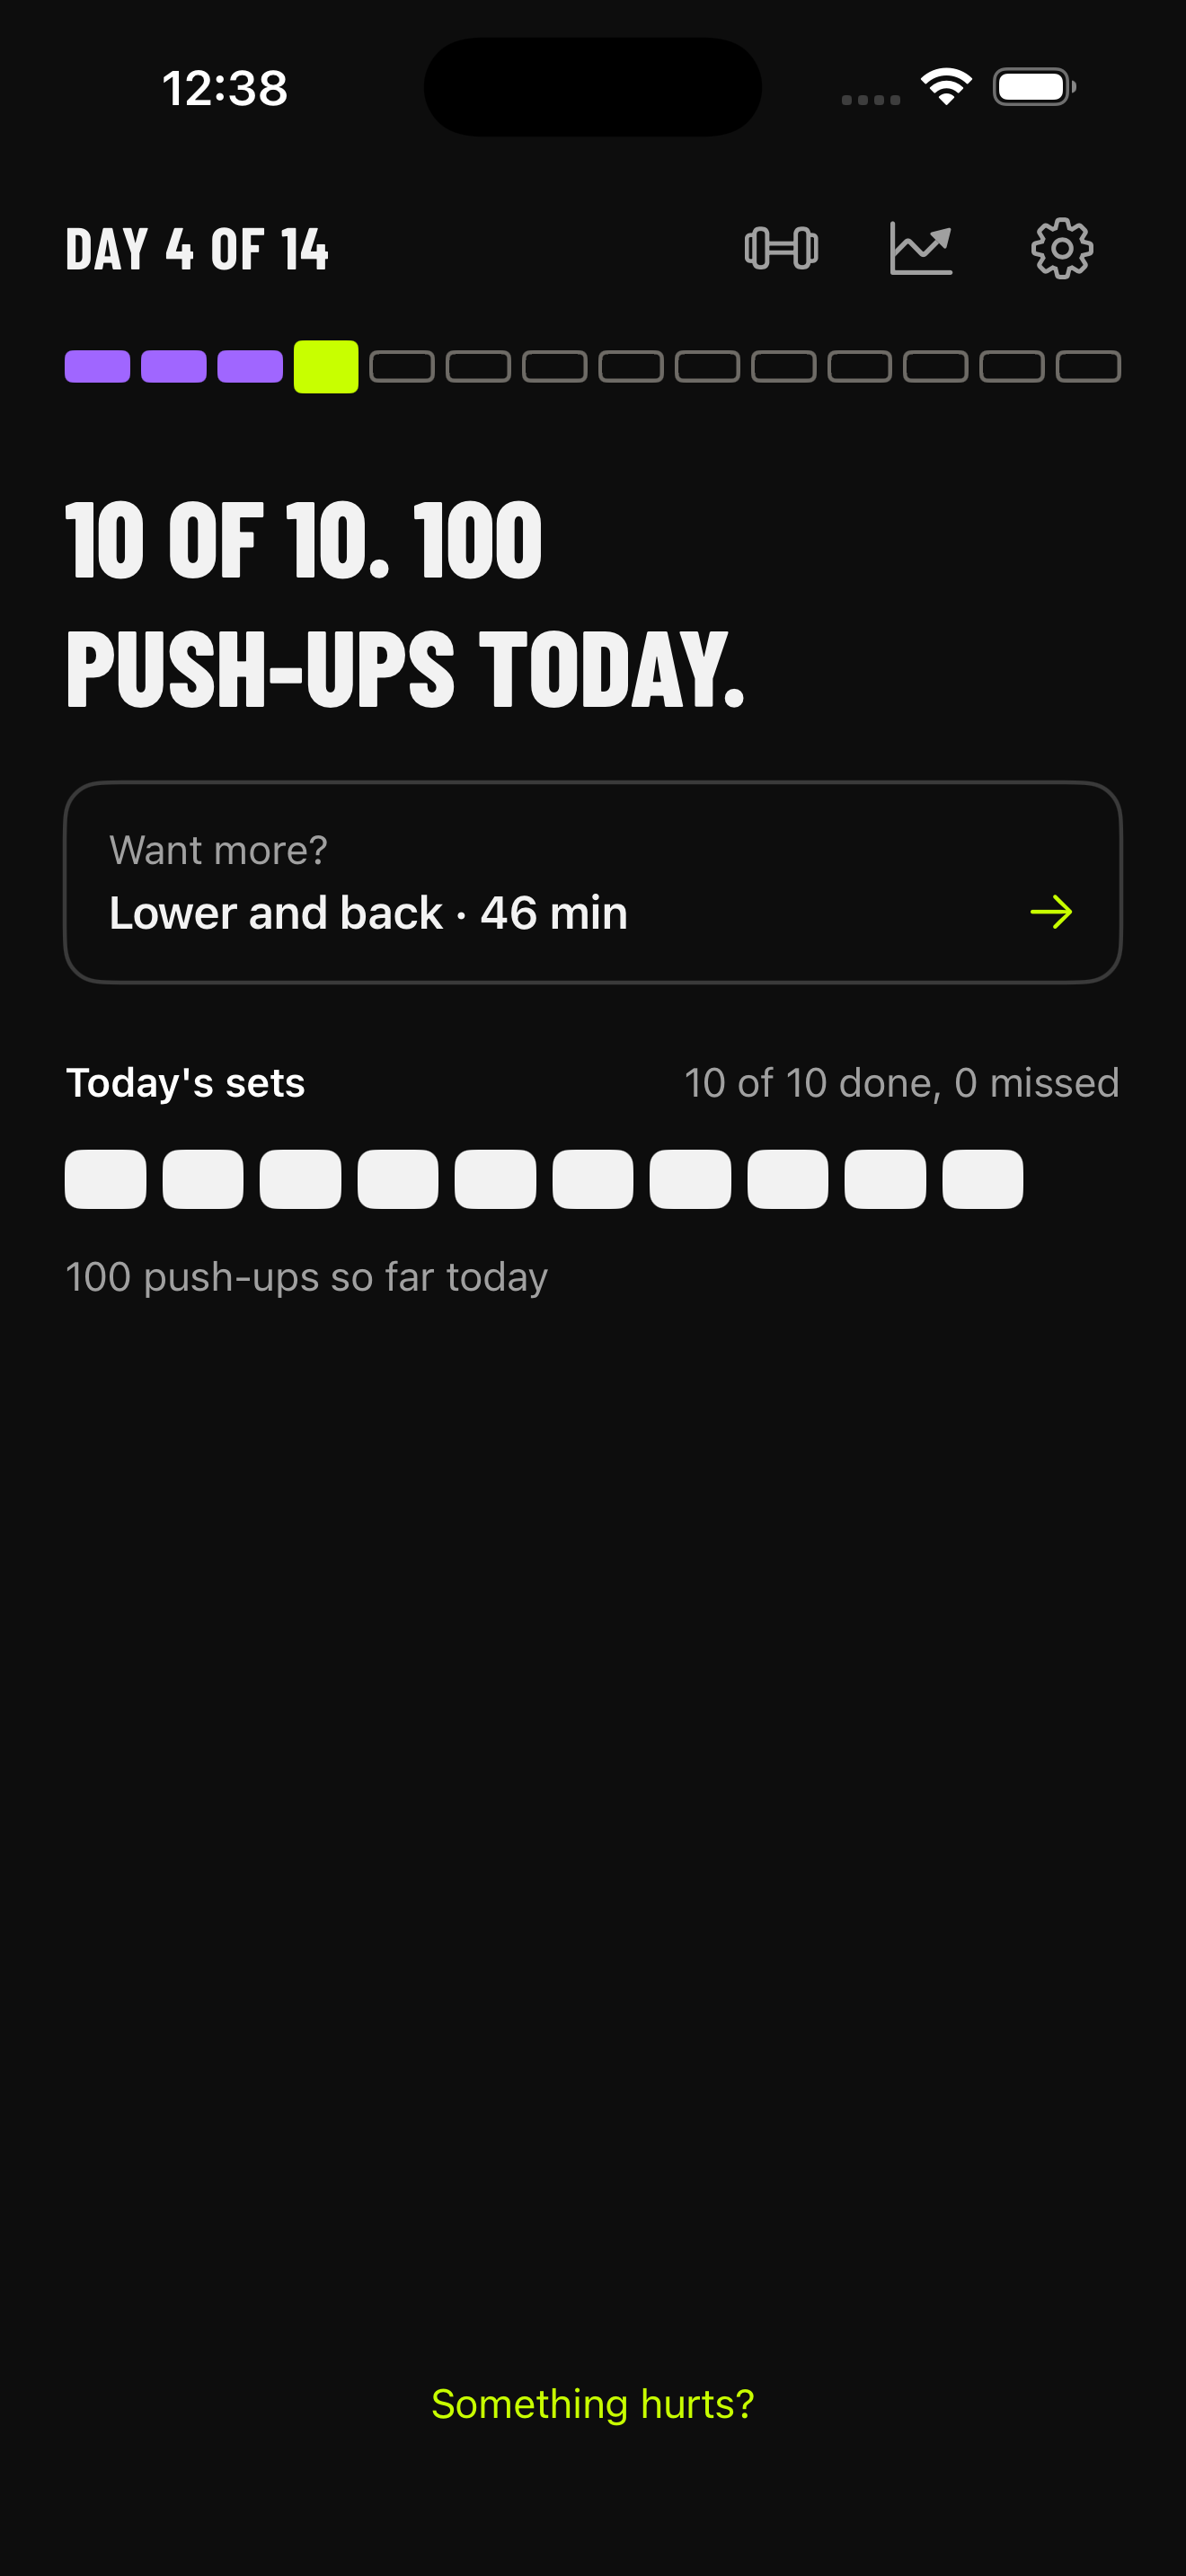 12:38
DAY 4 OF 14
10 OF 10. 100
PUSH-UPS TODAY.
Want more?
Lower and back · 46 min
Today's sets
10 of 10 done, 0 missed
100 push-ups so far today
Something hurts?